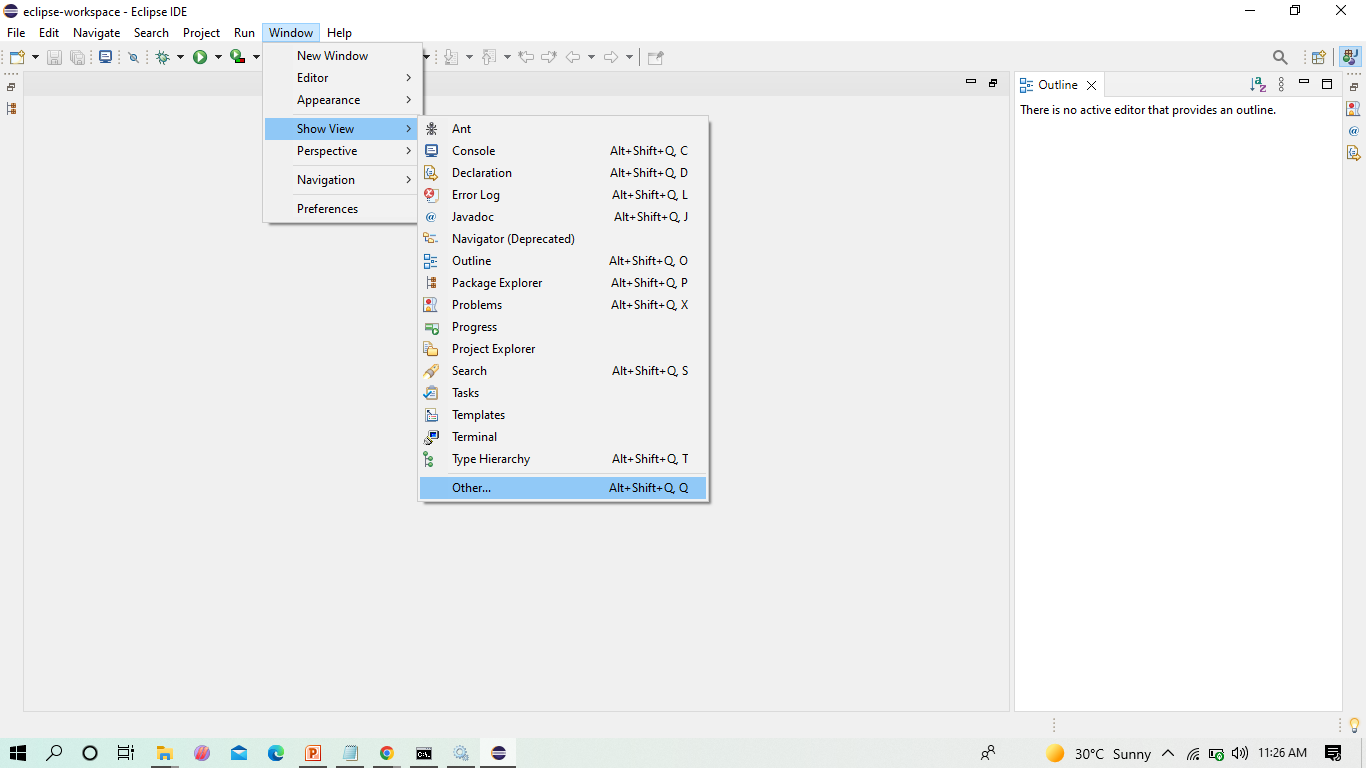 eclipse-workspace - Eclipse IDE
File Edit Navigate Search Project Run Window Help
New Window
Editor
Appearance
Show View
Perspective
Navigation
Preferences
Ant
Console Alt+Shift+Q, C
Declaration Alt+Shift+Q, D
Error Log Alt+Shift+Q, L
Javadoc Alt+Shift+Q, J
Navigator (Deprecated)
Outline Alt+Shift+Q, O
Package Explorer Alt+Shift+Q, P
Problems Alt+Shift+Q, X
Progress
Project Explorer
Search Alt+Shift+Q, S
Tasks
Templates
Terminal
Type Hierarchy Alt+Shift+Q, T
Other... Alt+Shift+Q, Q
Outline
There is no active editor that provides an outline.
30°C Sunny 11:26 AM